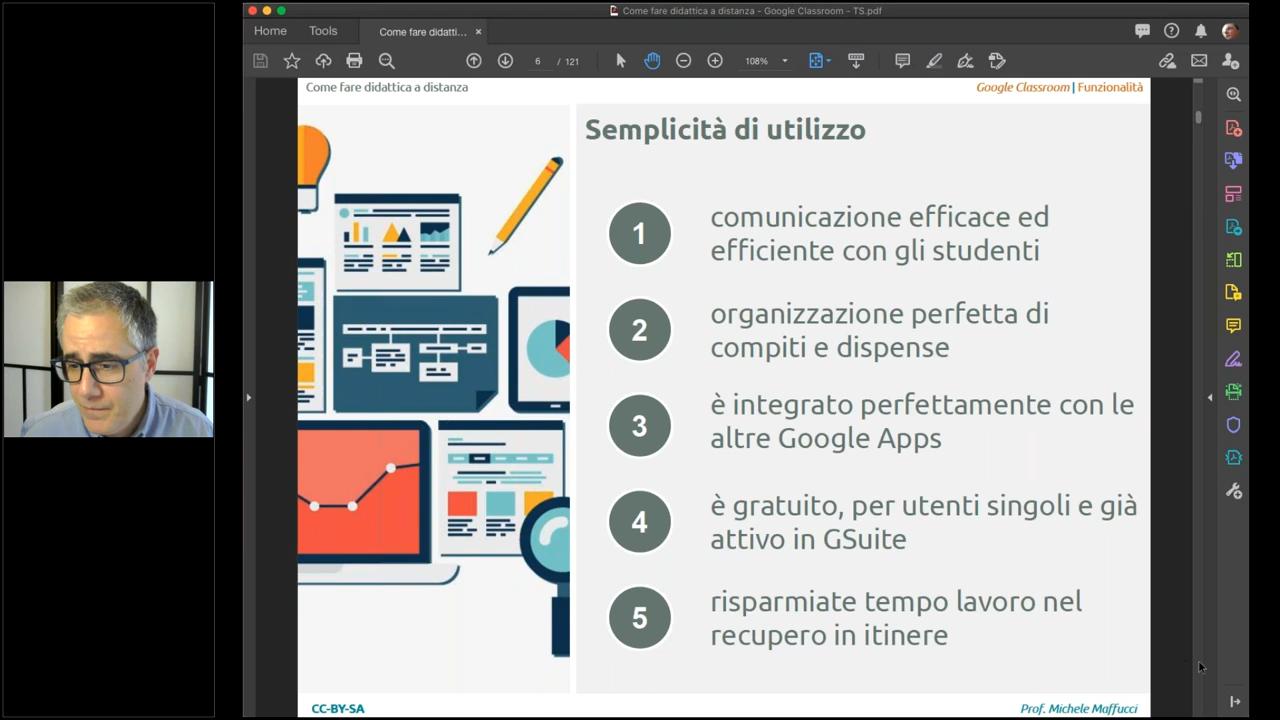 Come fare didattica a distanza - Google Classroom - TS.pdf
Home
Tools
Come fare didatti...
×
6 / 121
108%
Come fare didattica a distanza
Google Classroom | Funzionalità
Semplicità di utilizzo
1
comunicazione efficace ed
efficiente con gli studenti
2
organizzazione perfetta di
compiti e dispense
3
è integrato perfettamente con le
altre Google Apps
4
è gratuito, per utenti singoli e già
attivo in GSuite
5
risparmiate tempo lavoro nel
recupero in itinere
CC-BY-SA
Prof. Michele Maffucci